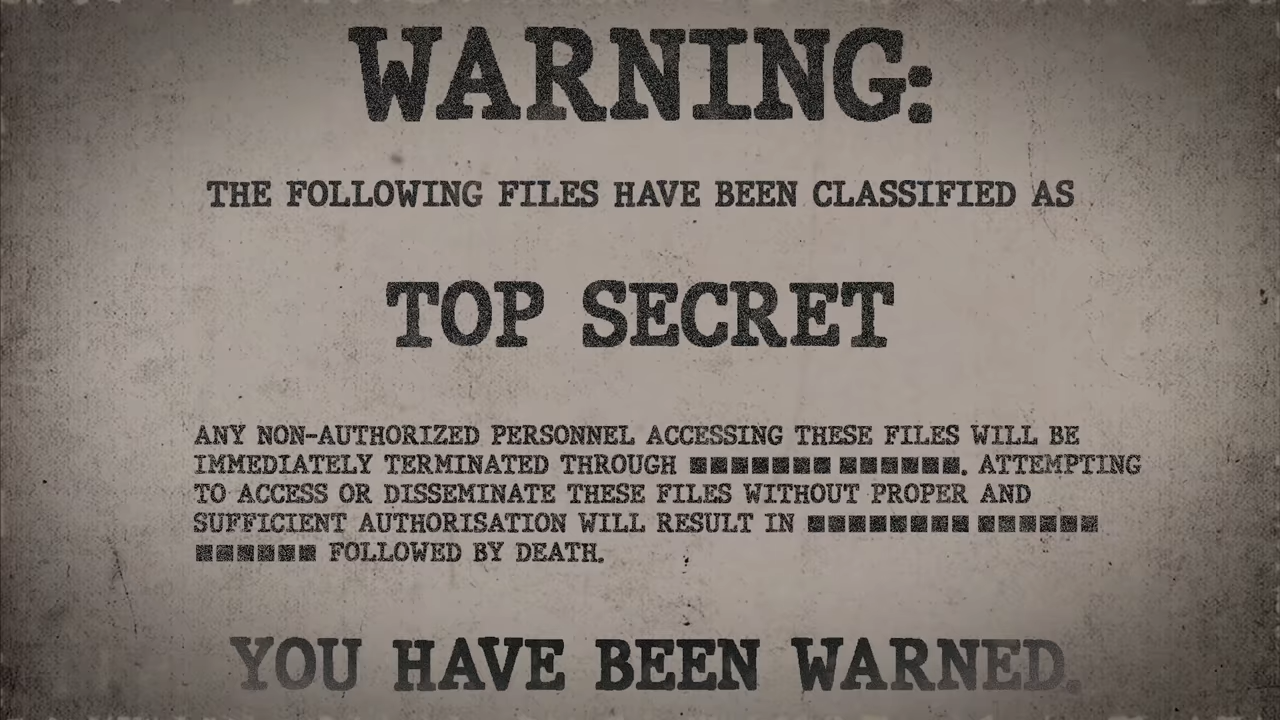 WARNING:
THE FOLLOWING FILES HAVE BEEN CLASSIFIED AS
TOP SECRET
ANY NON-AUTHORIZED PERSONNEL ACCESSING THESE FILES WILL BE
IMMEDIATELY TERMINATED THROUGH ■■■■■■■ ■■■■■■. ATTEMPTING
TO ACCESS OR DISSEMINATE THESE FILES WITHOUT PROPER AND
SUFFICIENT AUTHORISATION WILL RESULT IN ■■■■■■■■ ■■■■■■
■■■■■■ FOLLOWED BY DEATH.
YOU HAVE BEEN WARNED.